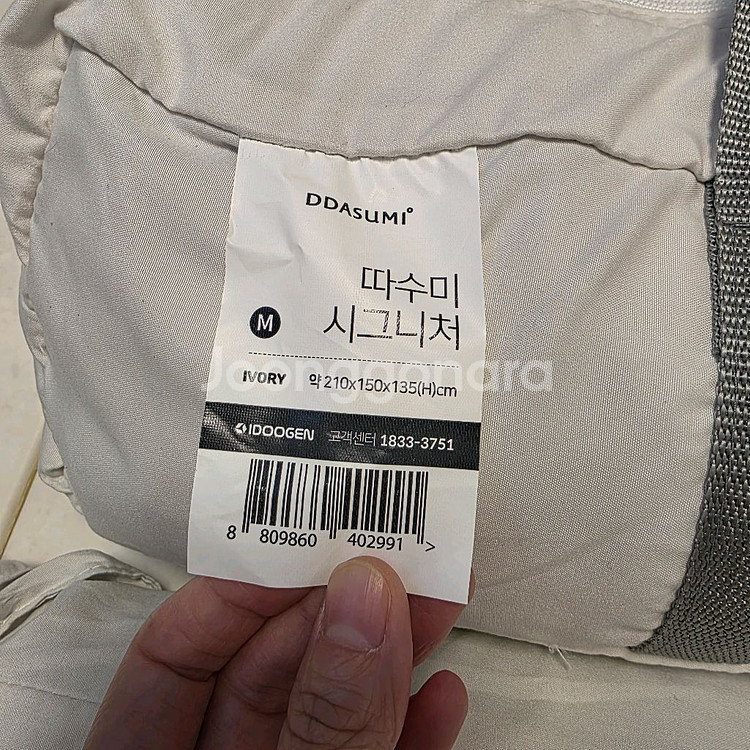 DDASUMI°
따수미
M 시그니처
IVORY 약 210x150x135(H)cm
Joonggonara
IDOOGEN 고객센터 1833-3751
8 809860 402991 >